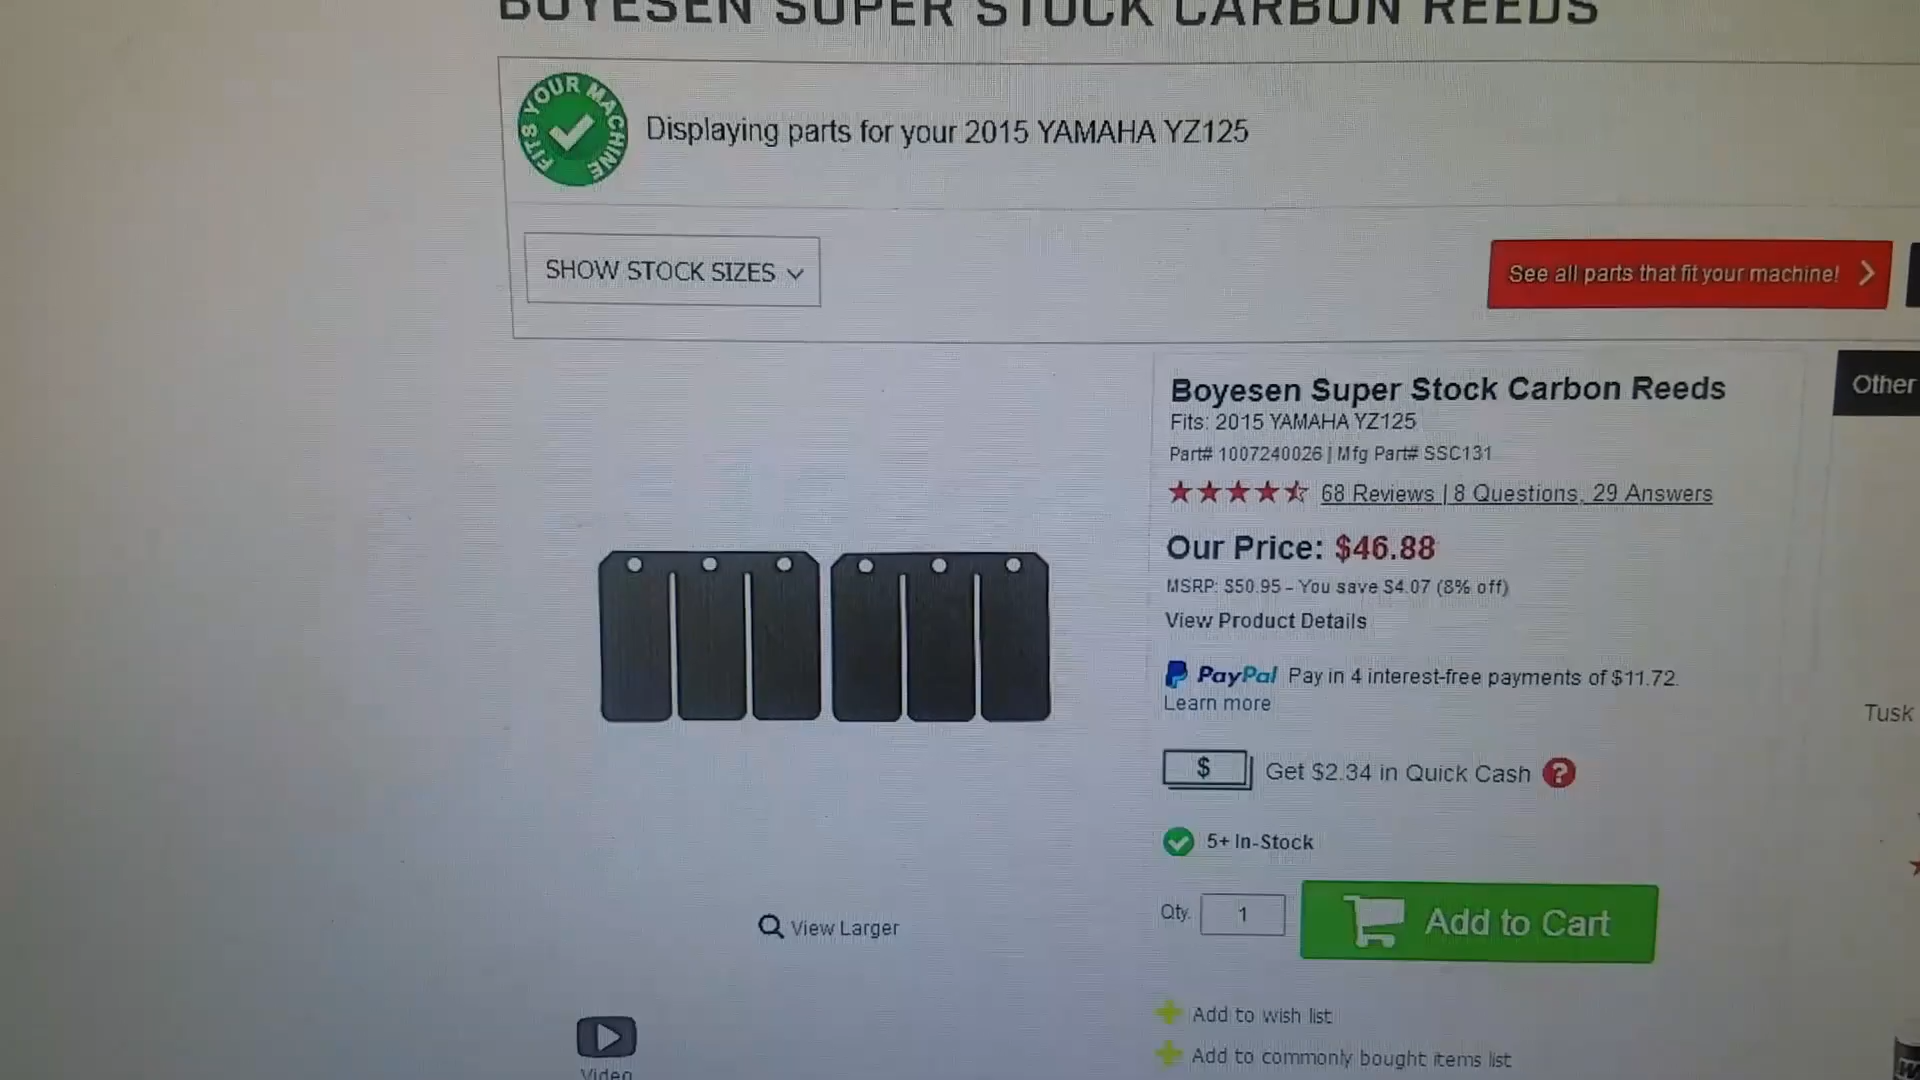 BOYESEN SUPER STOCK CARBON REEDS
FITS YOUR MACHINE
Displaying parts for your 2015 YAMAHA YZ125
SHOW STOCK SIZES
See all parts that fit your machine!
Boyesen Super Stock Carbon Reeds
Other
Fits: 2015 YAMAHA YZ125
Part# 1007240026 | Mfg Part# SSC131
68 Reviews | 8 Questions, 29 Answers
Our Price: $46.88
MSRP: $50.95 - You save $4.07 (8% off)
View Product Details
PayPal Pay in 4 interest-free payments of $11.72.
Learn more
Tusk
$ Get $2.34 in Quick Cash ?
5+ In-Stock
Qty. 1
Add to Cart
View Larger
Add to wish list
Video
Add to commonly bought items list